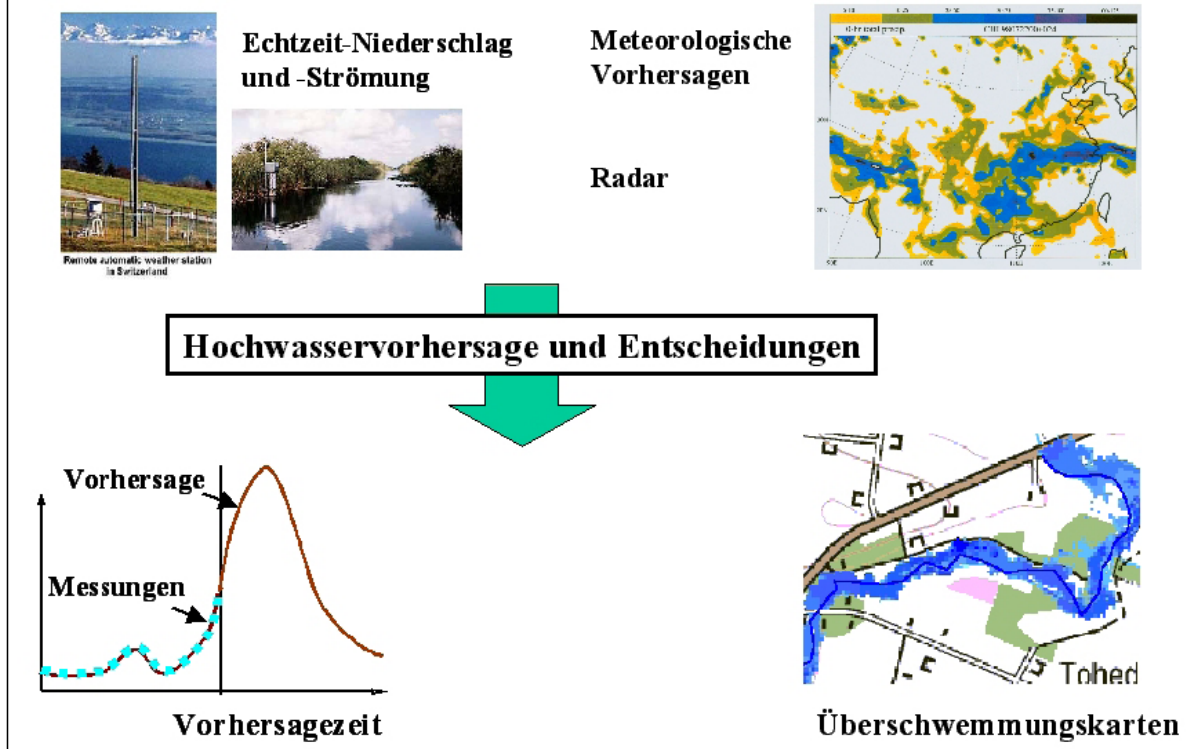 Echtzeit-Niederschlag
und -Strömung
Meteorologische
Vorhersagen
Radar
Remote automatic weather station
in Switzerland
Hochwasservorhersage und Entscheidungen
Vorhersage
Messungen
Vorhersagezeit
Tohed
Überschwemmungskarten